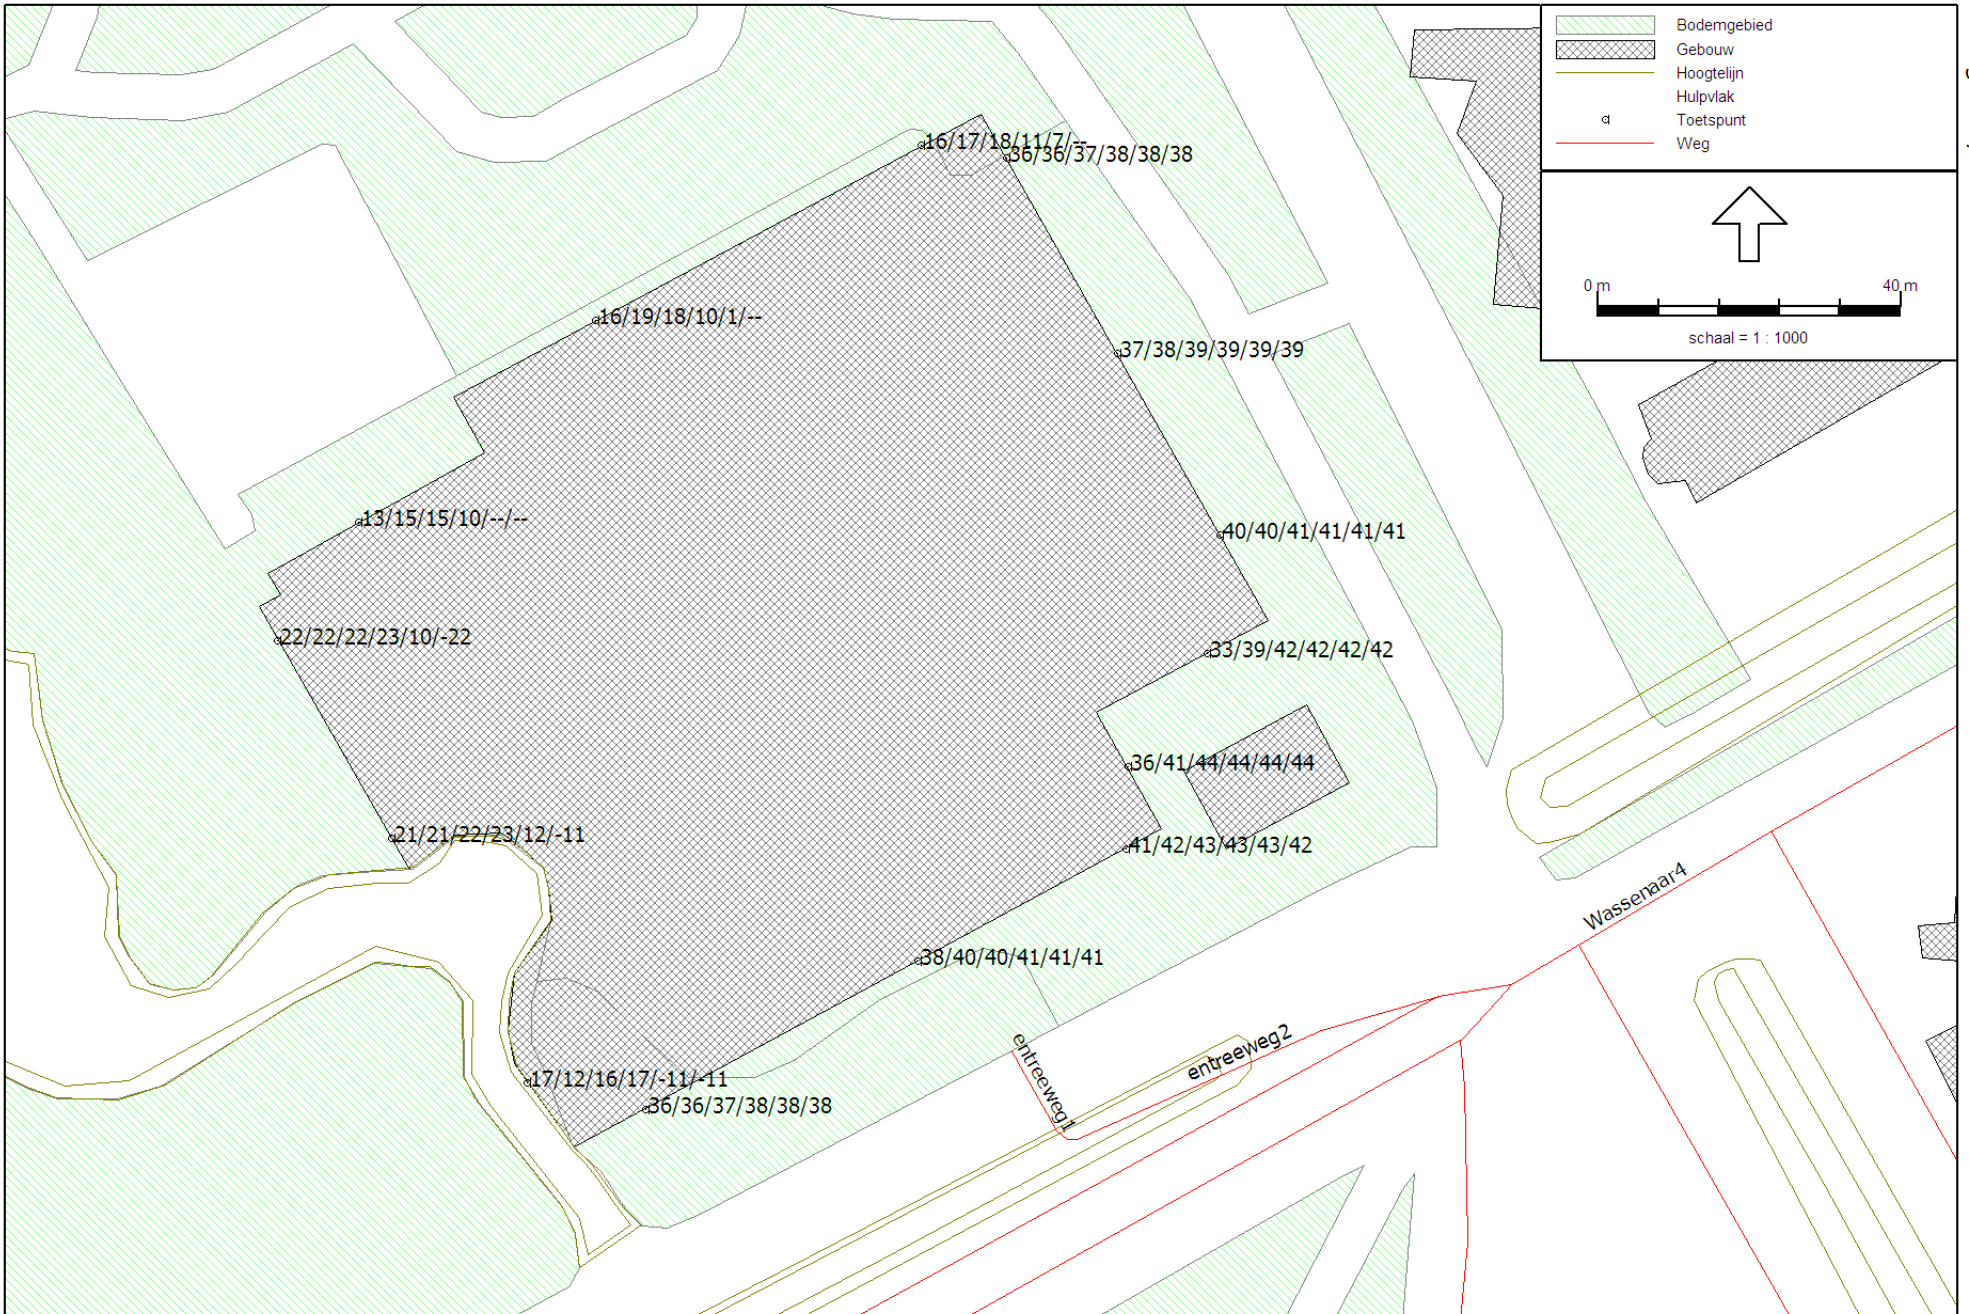 Bodemgebied
Gebouw
Hoogtelijn
Hulpvlak
Toetspunt
Weg
0 m
40 m
schaal = 1 : 1000
16/17/18/11/7/--
36/36/37/38/38/38
16/19/18/10/1/--
37/38/39/39/39/39
13/15/15/10/--/--
40/40/41/41/41/41
22/22/22/23/10/-22
33/39/42/42/42/42
36/41/44/44/44/44
21/21/22/23/12/-11
41/42/43/43/43/42
Wassenaar4
38/40/40/41/41/41
entreeweg1
entreeweg2
17/12/16/17/-11/-11
36/36/37/38/38/38